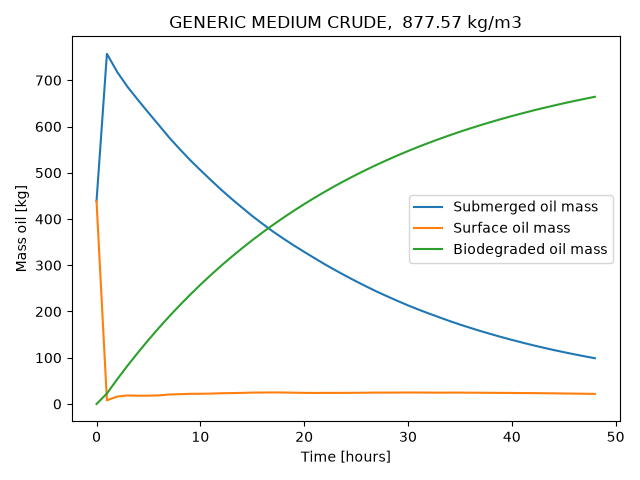 GENERIC MEDIUM CRUDE,  877.57 kg/m3
Mass oil [kg]
700
600
500
400
300
200
100
0
Submerged oil mass
Surface oil mass
Biodegraded oil mass
0 10 20 30 40 50
Time [hours]